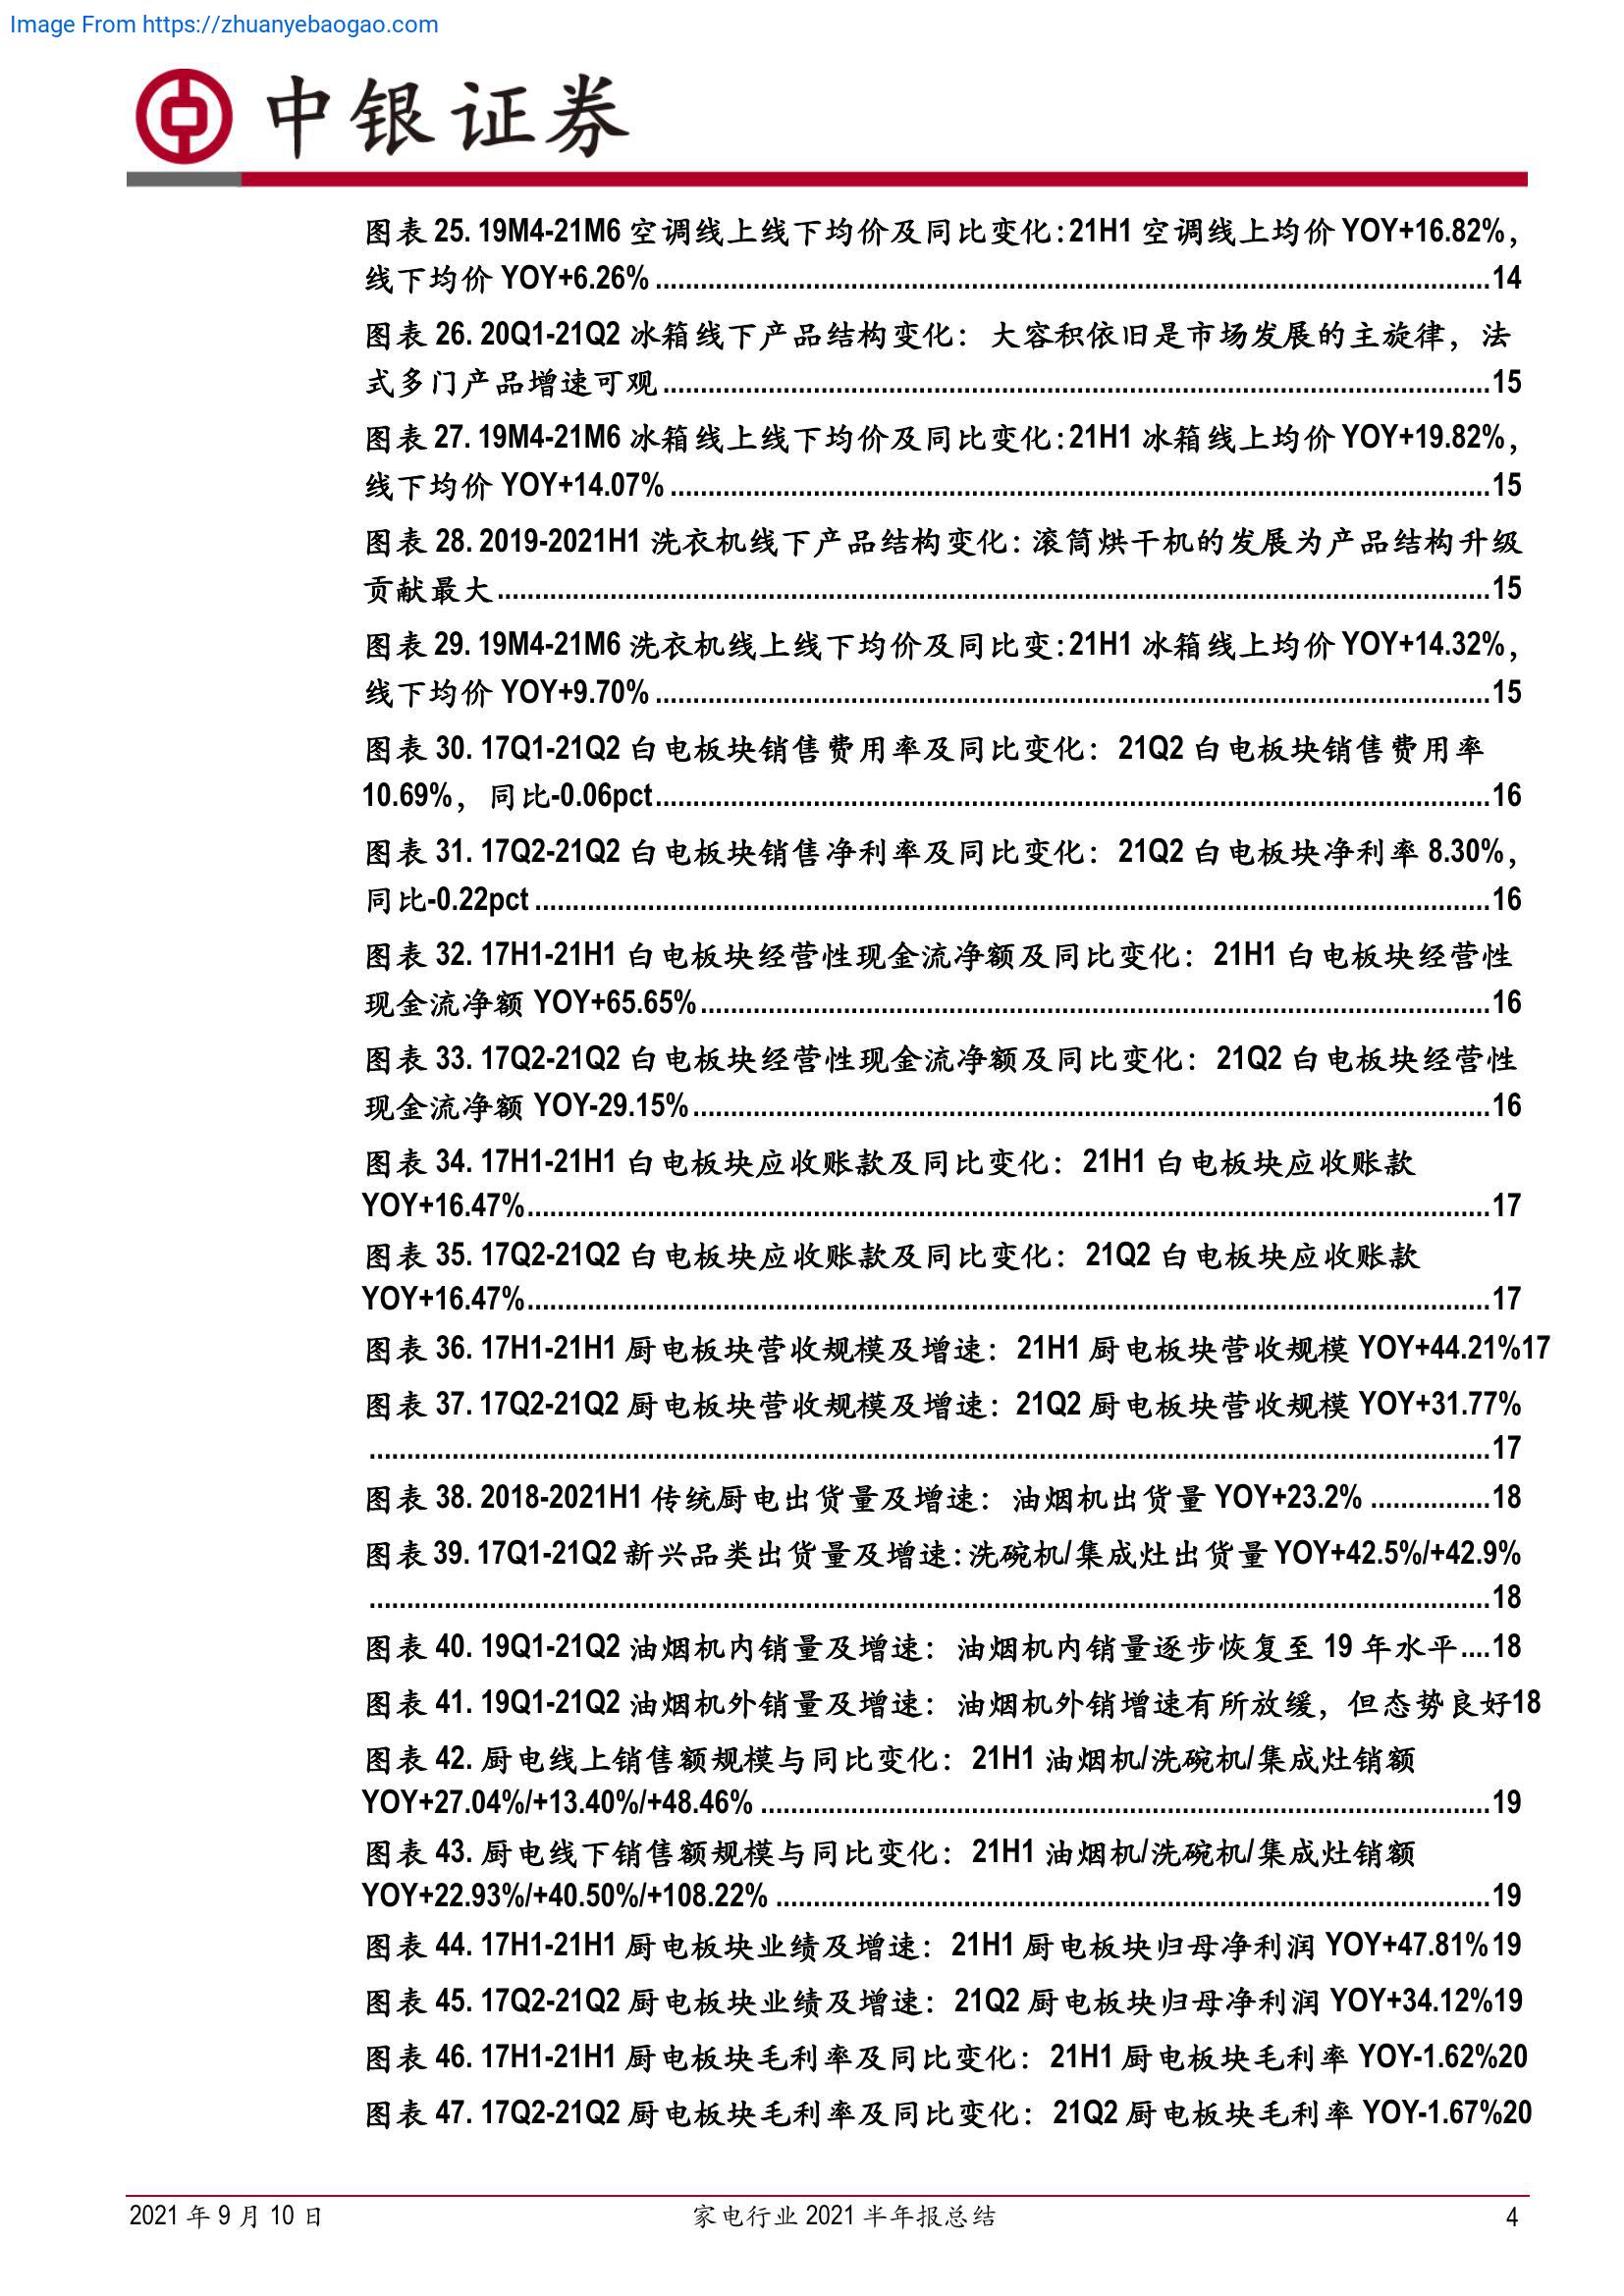 Image From https://zhuanyebaogao.com
中银证券
图表 25. 19M4-21M6 空调线上线下均价及同比变化：21H1 空调线上均价 YOY+16.82%，
线下均价 YOY+6.26% ........................................14
图表 26. 20Q1-21Q2 冰箱线下产品结构变化：大容积依旧是市场发展的主旋律，法
式多门产品增速可观 ........................................15
图表 27. 19M4-21M6 冰箱线上线下均价及同比变化：21H1 冰箱线上均价 YOY+19.82%，
线下均价 YOY+14.07% ........................................15
图表 28. 2019-2021H1 洗衣机线下产品结构变化：滚筒烘干机的发展为产品结构升级
贡献最大 ........................................15
图表 29. 19M4-21M6 洗衣机线上线下均价及同比变：21H1 冰箱线上均价 YOY+14.32%，
线下均价 YOY+9.70% ........................................15
图表 30. 17Q1-21Q2 白电板块销售费用率及同比变化：21Q2 白电板块销售费用率
10.69%，同比-0.06pct ........................................16
图表 31. 17Q2-21Q2 白电板块销售净利率及同比变化：21Q2 白电板块净利率 8.30%，
同比-0.22pct ........................................16
图表 32. 17H1-21H1 白电板块经营性现金流净额及同比变化：21H1 白电板块经营性
现金流净额 YOY+65.65% ........................................16
图表 33. 17Q2-21Q2 白电板块经营性现金流净额及同比变化：21Q2 白电板块经营性
现金流净额 YOY-29.15% ........................................16
图表 34. 17H1-21H1 白电板块应收账款及同比变化：21H1 白电板块应收账款
YOY+16.47% ........................................17
图表 35. 17Q2-21Q2 白电板块应收账款及同比变化：21Q2 白电板块应收账款
YOY+16.47% ........................................17
图表 36. 17H1-21H1 厨电板块营收规模及增速：21H1 厨电板块营收规模 YOY+44.21%17
图表 37. 17Q2-21Q2 厨电板块营收规模及增速：21Q2 厨电板块营收规模 YOY+31.77%
........................................17
图表 38. 2018-2021H1 传统厨电出货量及增速：油烟机出货量 YOY+23.2% ................18
图表 39. 17Q1-21Q2 新兴品类出货量及增速：洗碗机/集成灶出货量 YOY+42.5%/+42.9%
........................................18
图表 40. 19Q1-21Q2 油烟机内销量及增速：油烟机内销量逐步恢复至 19 年水平....18
图表 41. 19Q1-21Q2 油烟机外销量及增速：油烟机外销增速有所放缓，但态势良好18
图表 42. 厨电线上销售额规模与同比变化：21H1 油烟机/洗碗机/集成灶销额
YOY+27.04%/+13.40%/+48.46% ........................................19
图表 43. 厨电线下销售额规模与同比变化：21H1 油烟机/洗碗机/集成灶销额
YOY+22.93%/+40.50%/+108.22% ........................................19
图表 44. 17H1-21H1 厨电板块业绩及增速：21H1 厨电板块归母净利润 YOY+47.81%19
图表 45. 17Q2-21Q2 厨电板块业绩及增速：21Q2 厨电板块归母净利润 YOY+34.12%19
图表 46. 17H1-21H1 厨电板块毛利率及同比变化：21H1 厨电板块毛利率 YOY-1.62%20
图表 47. 17Q2-21Q2 厨电板块毛利率及同比变化：21Q2 厨电板块毛利率 YOY-1.67%20
2021 年 9 月 10 日 家电行业 2021 半年报总结 4